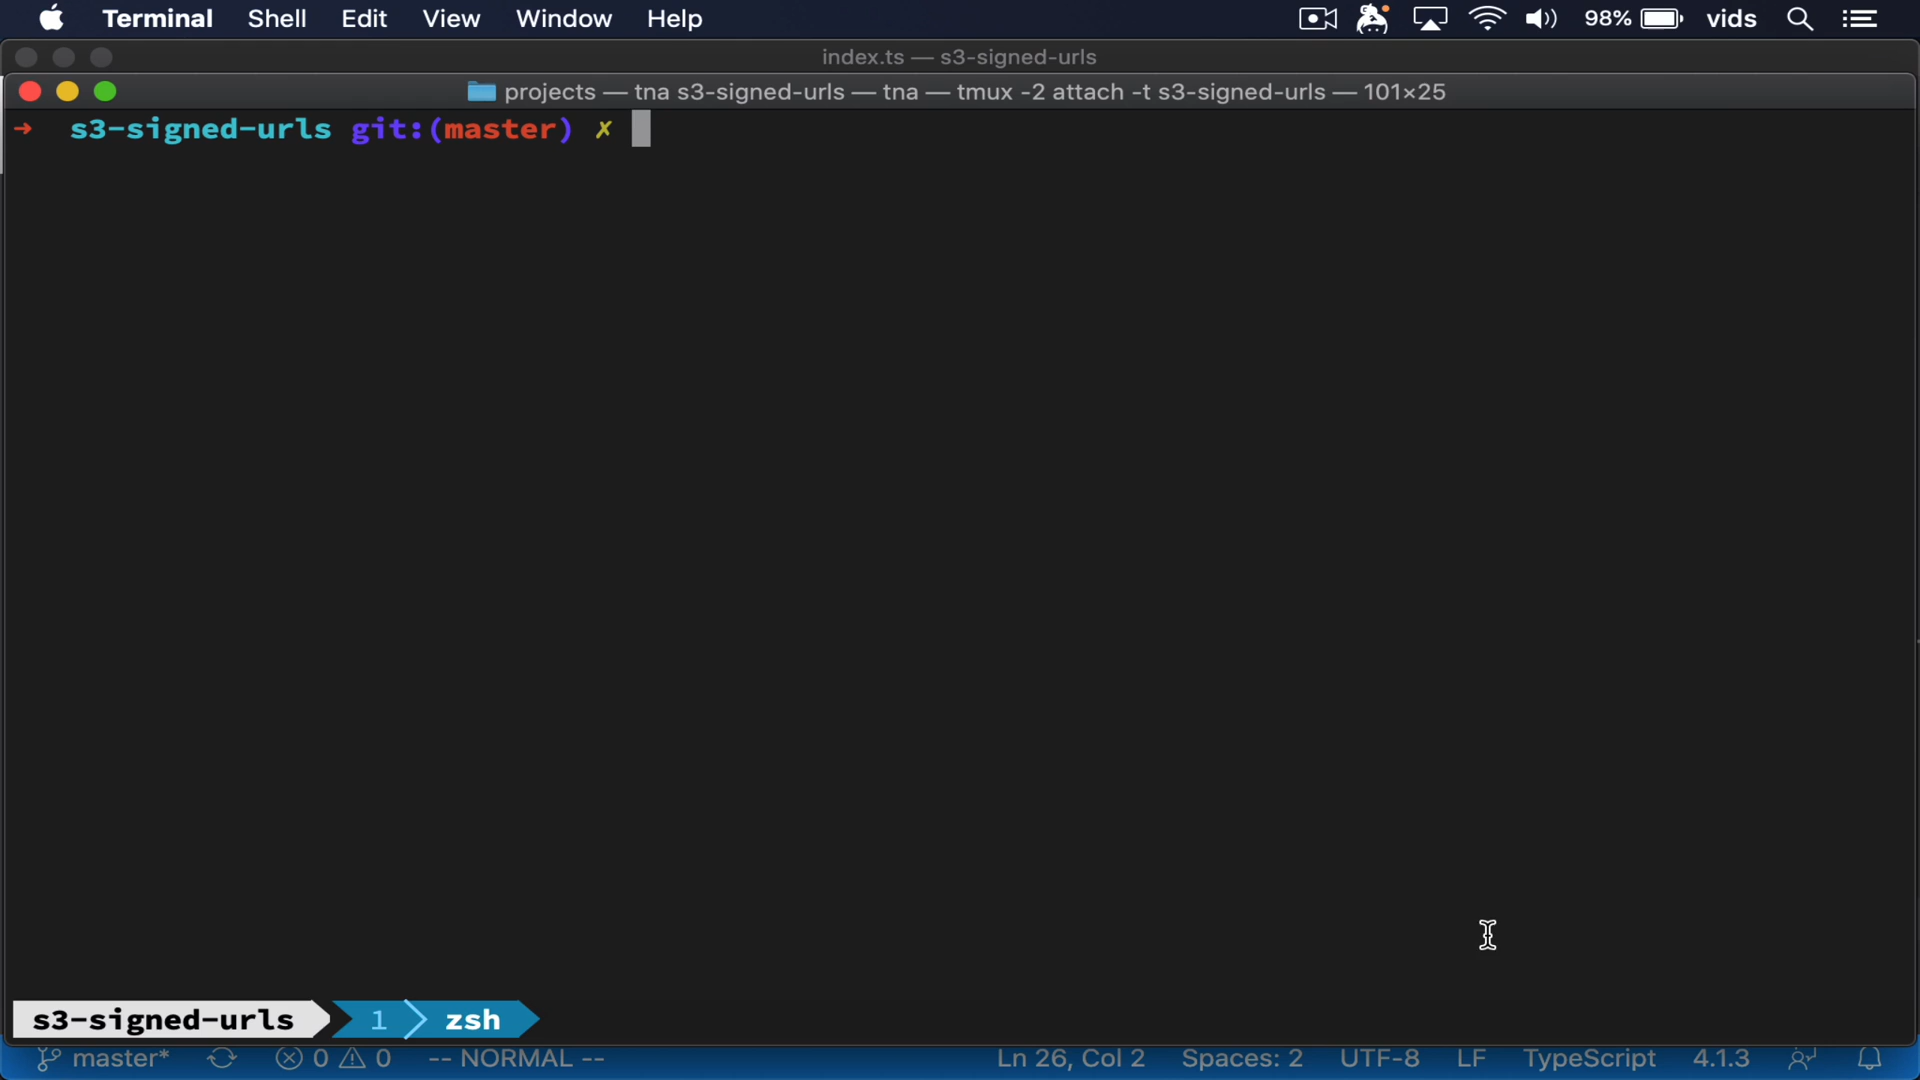 Terminal Shell Edit View Window Help 98% vids
index.ts — s3-signed-urls
projects — tna s3-signed-urls — tna — tmux -2 attach -t s3-signed-urls — 101×25
➜ s3-signed-urls git:(master) ✗
s3-signed-urls 1 zsh
master* 0 0 -- NORMAL -- Ln 26, Col 2 Spaces: 2 UTF-8 LF TypeScript 4.1.3